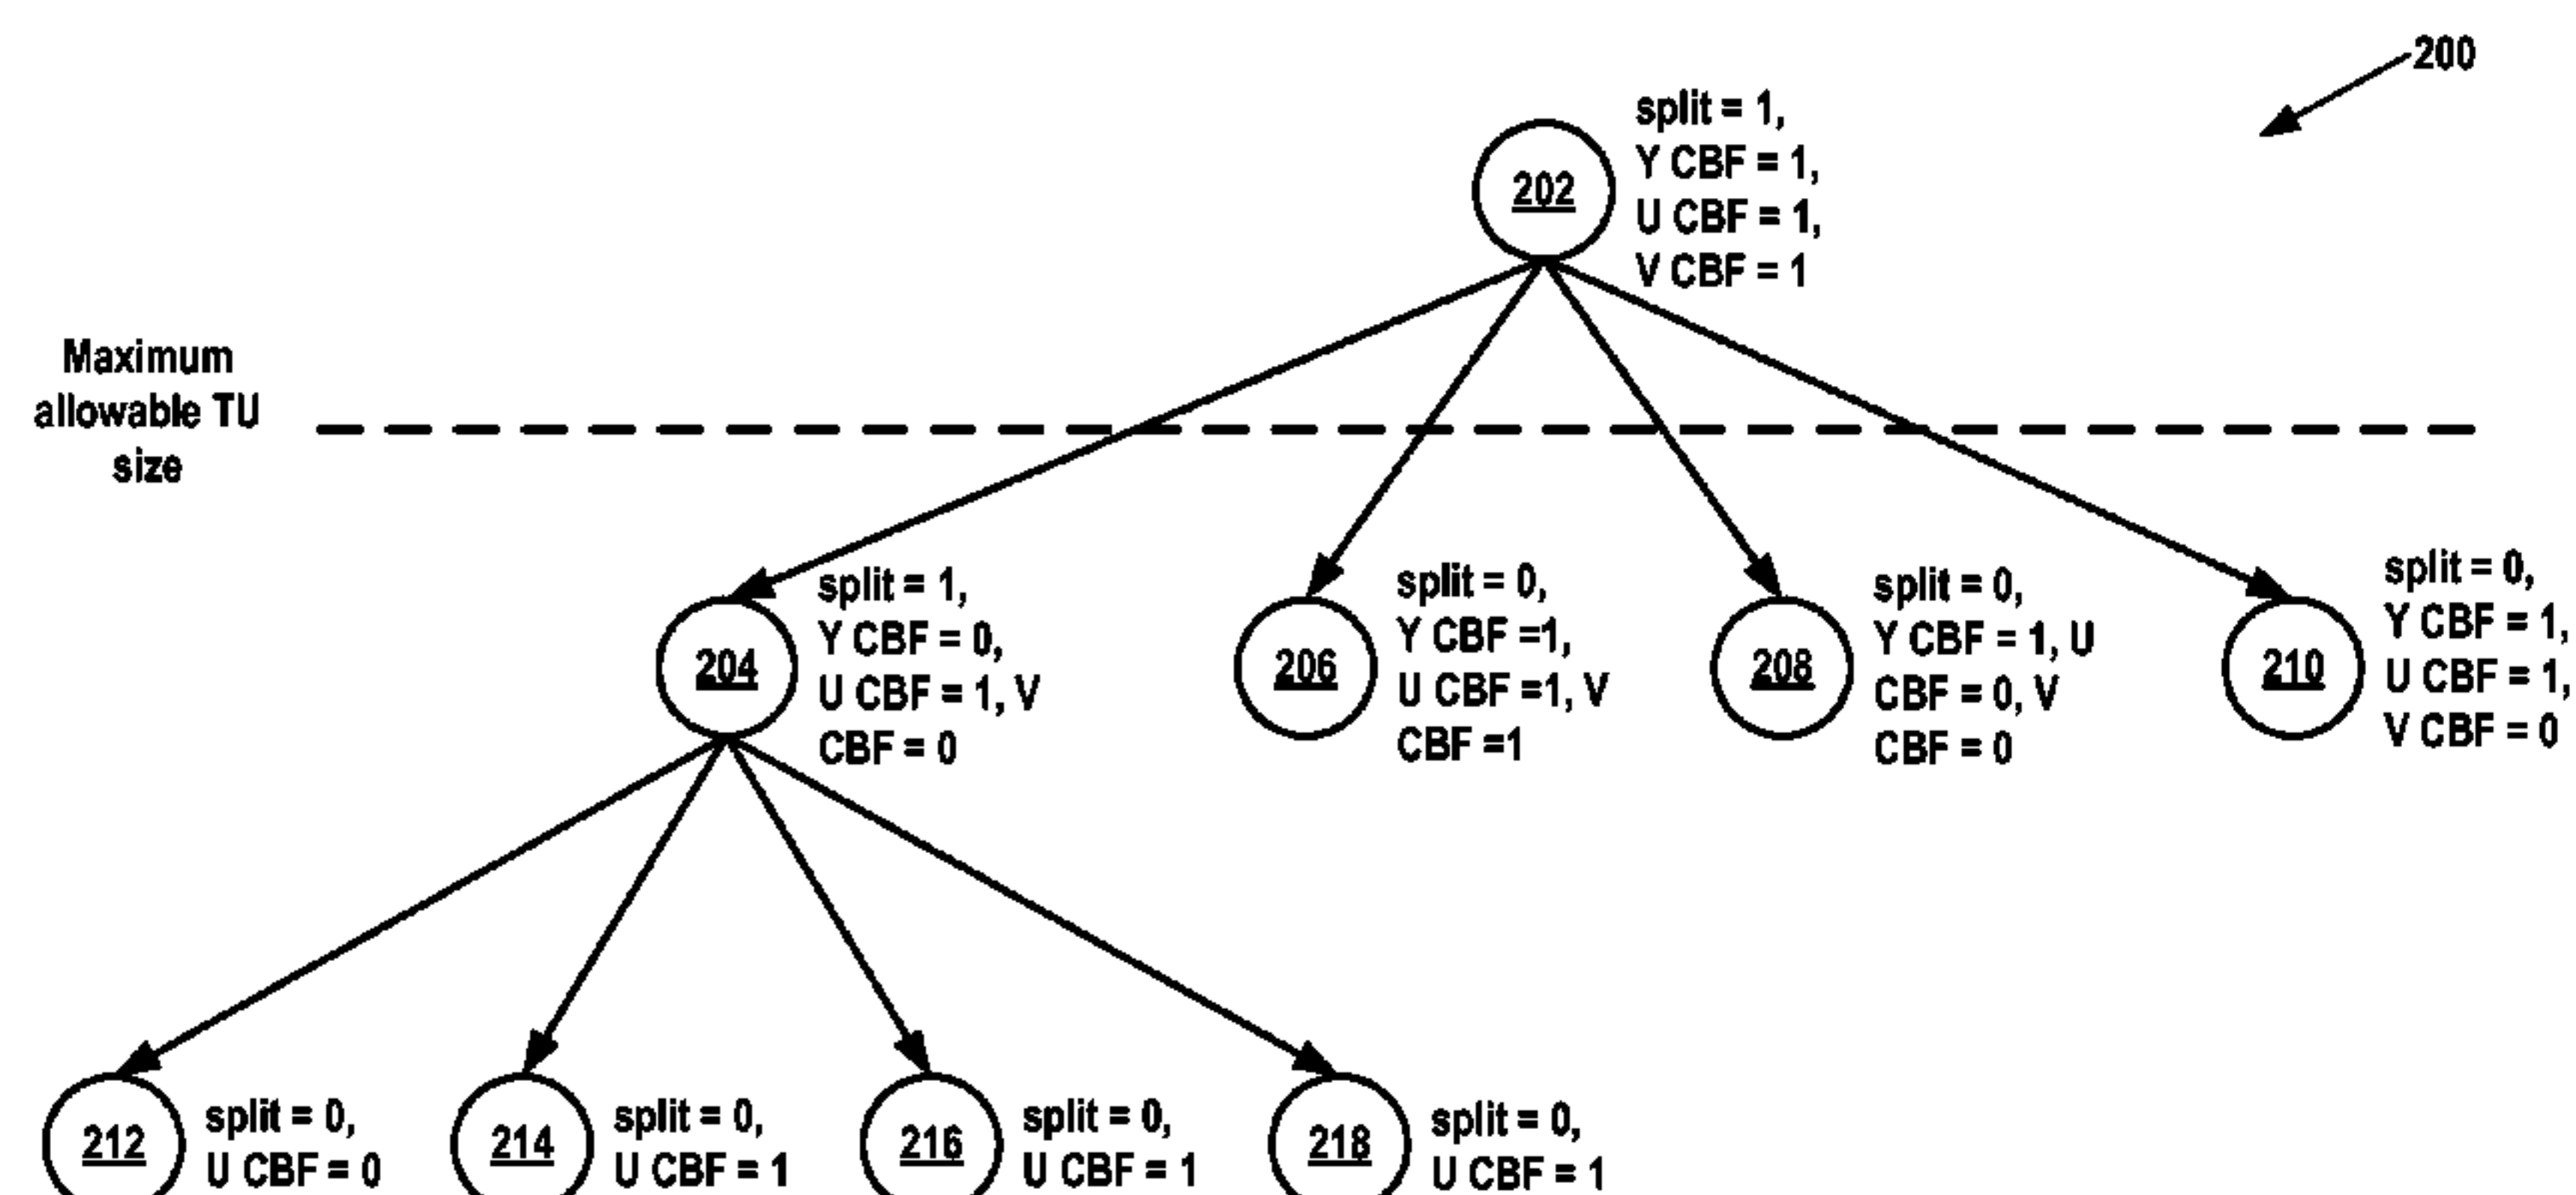 200
202
split = 1,
Y CBF = 1,
U CBF = 1,
V CBF = 1
Maximum
allowable TU
size
204
split = 1,
Y CBF = 0,
U CBF = 1, V
CBF = 0
206
split = 0,
Y CBF =1,
U CBF =1, V
CBF =1
208
split = 0,
Y CBF = 1, U
CBF = 0, V
CBF = 0
210
split = 0,
Y CBF = 1,
U CBF = 1,
V CBF = 0
212
split = 0,
U CBF = 0
214
split = 0,
U CBF = 1
216
split = 0,
U CBF = 1
218
split = 0,
U CBF = 1